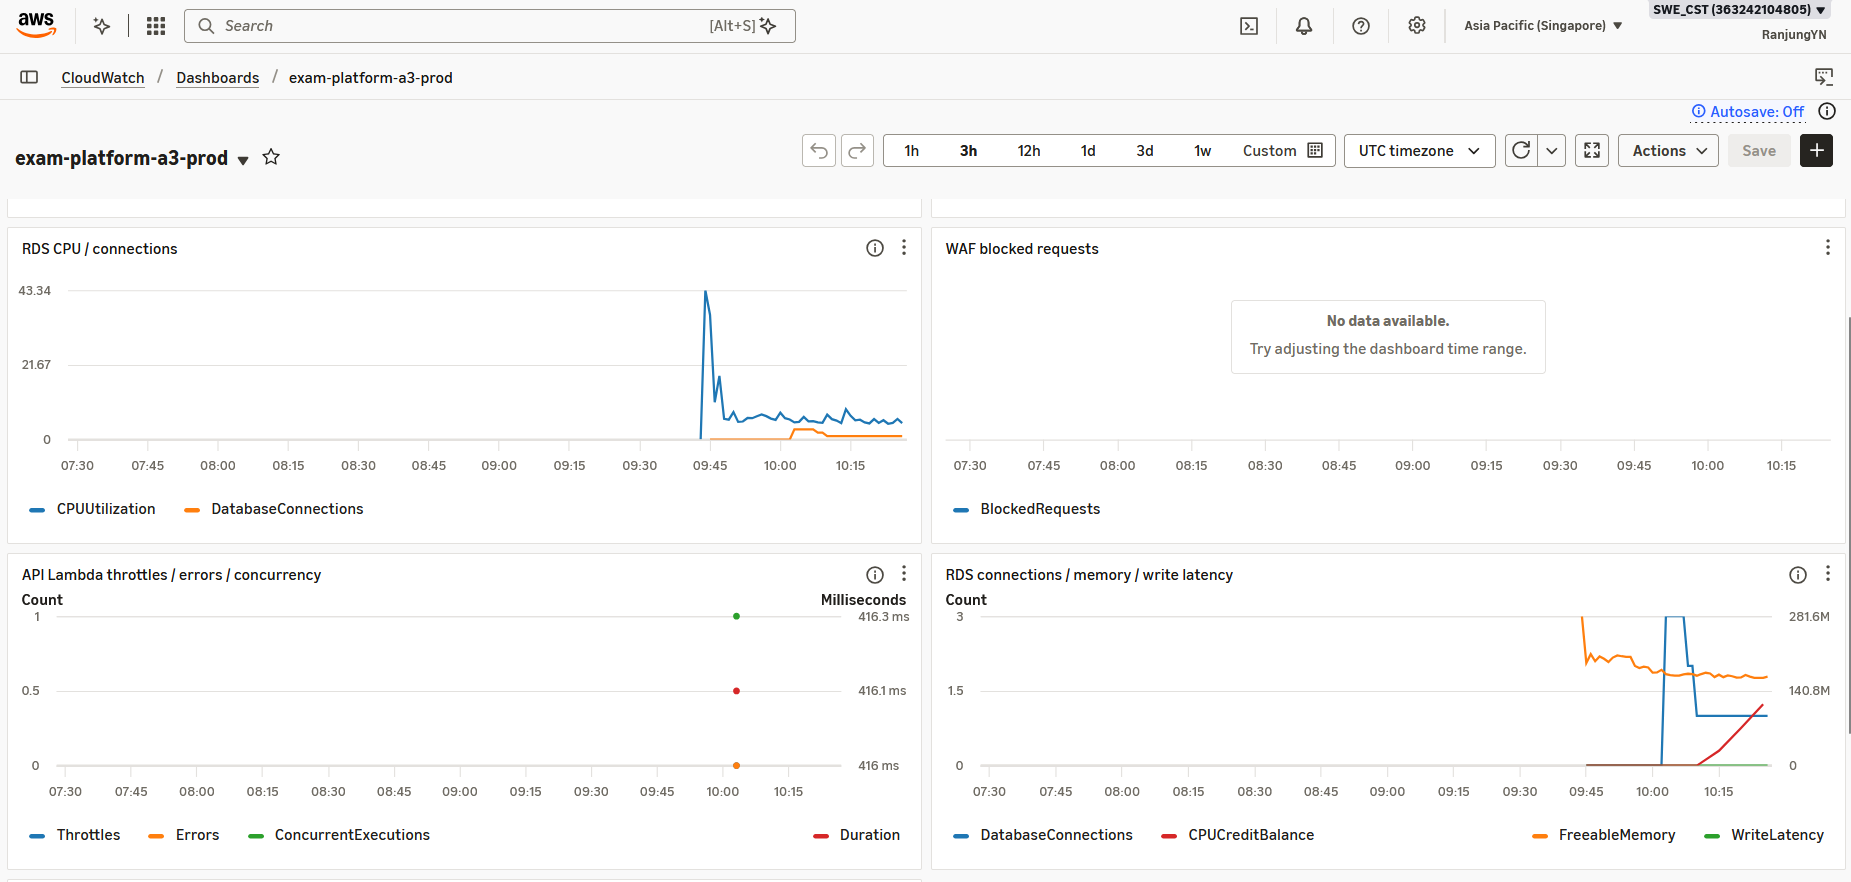 aws
Search
[Alt+S]
Asia Pacific (Singapore)
SWE_CST (363242104805)
RanjungYN
CloudWatch / Dashboards / exam-platform-a3-prod
Autosave: Off
exam-platform-a3-prod
1h 3h 12h 1d 3d 1w Custom
UTC timezone
Actions
Save
RDS CPU / connections
43.34
21.67
0
07:30 07:45 08:00 08:15 08:30 08:45 09:00 09:15 09:30 09:45 10:00 10:15
CPUUtilization DatabaseConnections
WAF blocked requests
No data available.
Try adjusting the dashboard time range.
07:30 07:45 08:00 08:15 08:30 08:45 09:00 09:15 09:30 09:45 10:00 10:15
BlockedRequests
API Lambda throttles / errors / concurrency
Count Milliseconds
1 416.3 ms
0.5 416.1 ms
0 416 ms
07:30 07:45 08:00 08:15 08:30 08:45 09:00 09:15 09:30 09:45 10:00 10:15
Throttles Errors ConcurrentExecutions Duration
RDS connections / memory / write latency
Count
3 281.6M
1.5 140.8M
0 0
07:30 07:45 08:00 08:15 08:30 08:45 09:00 09:15 09:30 09:45 10:00 10:15
DatabaseConnections CPUCreditBalance FreeableMemory WriteLatency